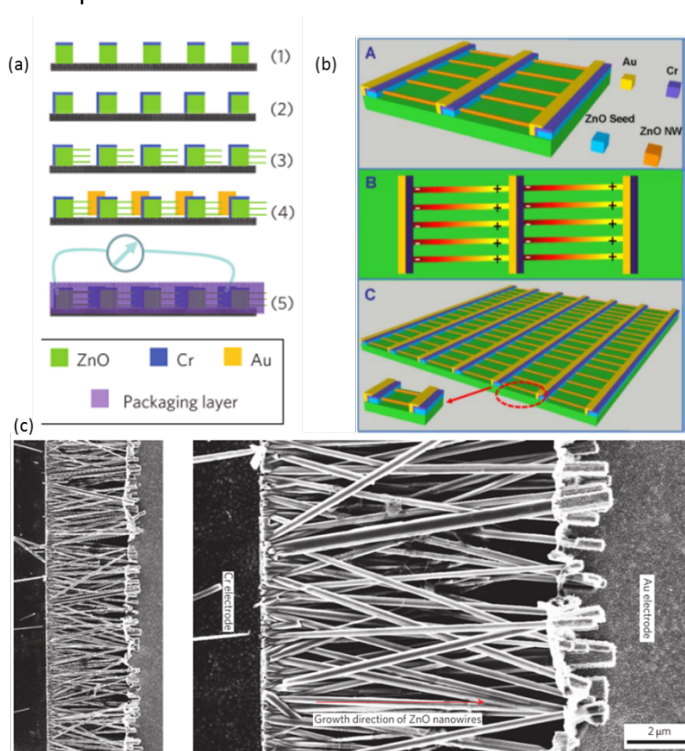 (a)
(1)
(2)
(3)
(4)
(5)
ZnO
Cr
Au
Packaging layer
(b)
A
Au
Cr
ZnO Seed
ZnO NW
B
- + - +
- + - +
- + - +
- + - +
- + - +
C
(c)
Cr electrode
Growth direction of ZnO nanowires
Au electrode
2 µm